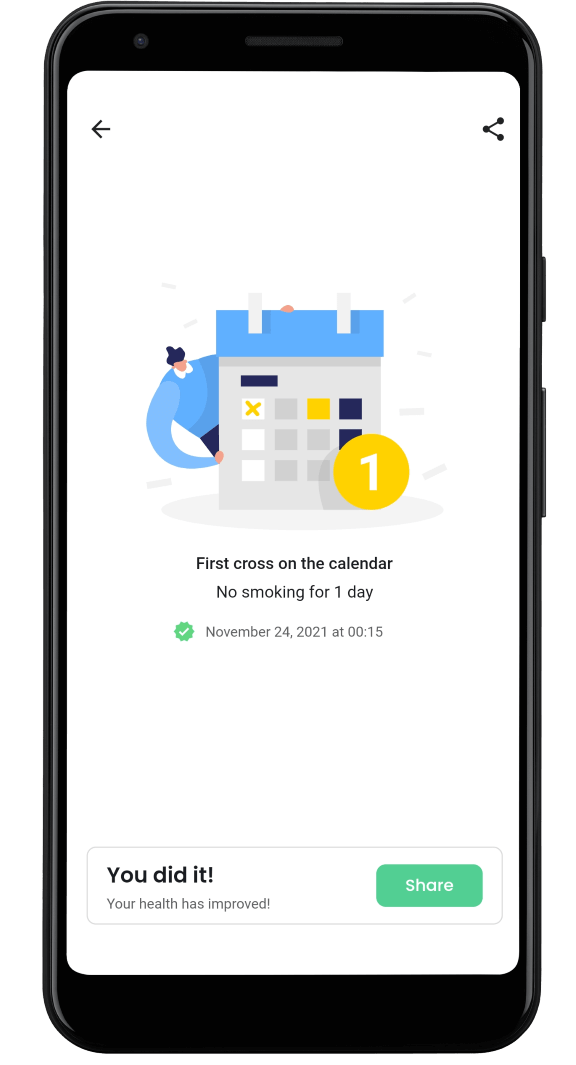 1
First cross on the calendar
No smoking for 1 day
November 24, 2021 at 00:15
You did it!
Your health has improved!
Share